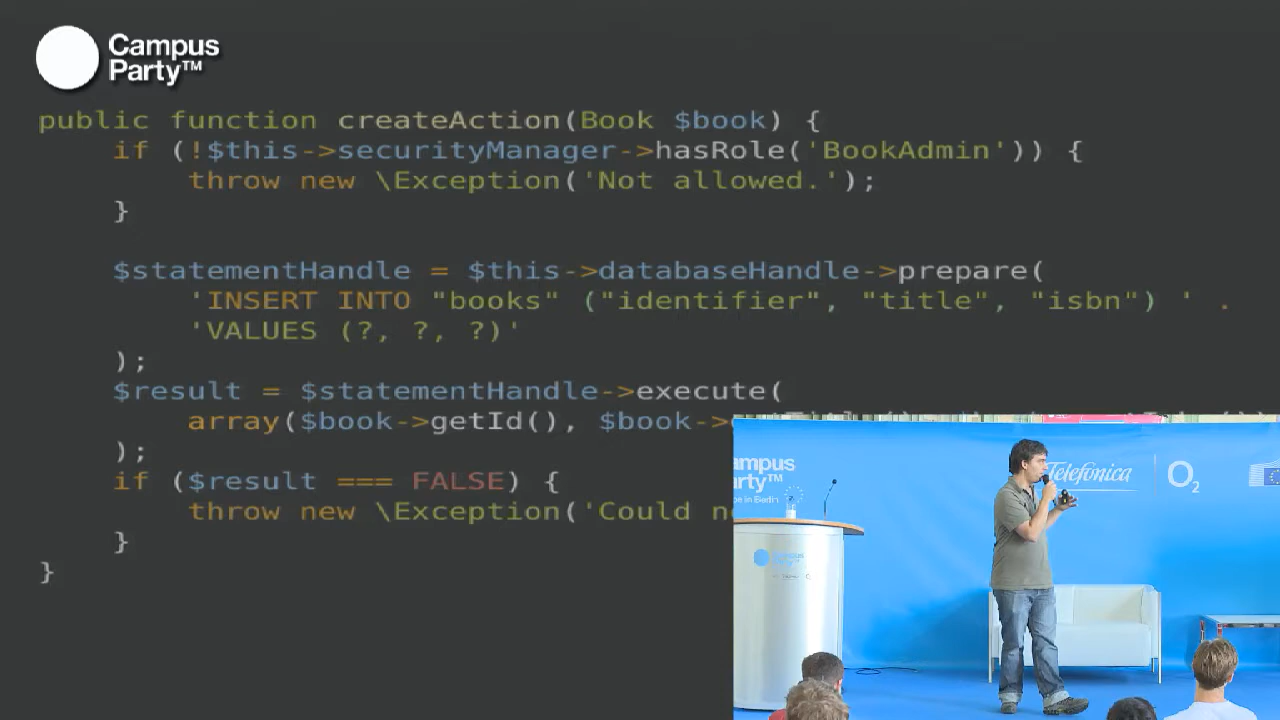 Campus
Party™
public function createAction(Book $book) {
if (!$this->securityManager->hasRole('BookAdmin')) {
throw new \Exception('Not allowed.');
}
$statementHandle = $this->databaseHandle->prepare(
'INSERT INTO "books" ("identifier", "title", "isbn") ' .
'VALUES (?, ?, ?)'
);
$result = $statementHandle->execute(
array($book->getId(), $book->
);
if ($result === FALSE) {
throw new \Exception('Could
}
}
ampus
arty™
Telefonica
O2